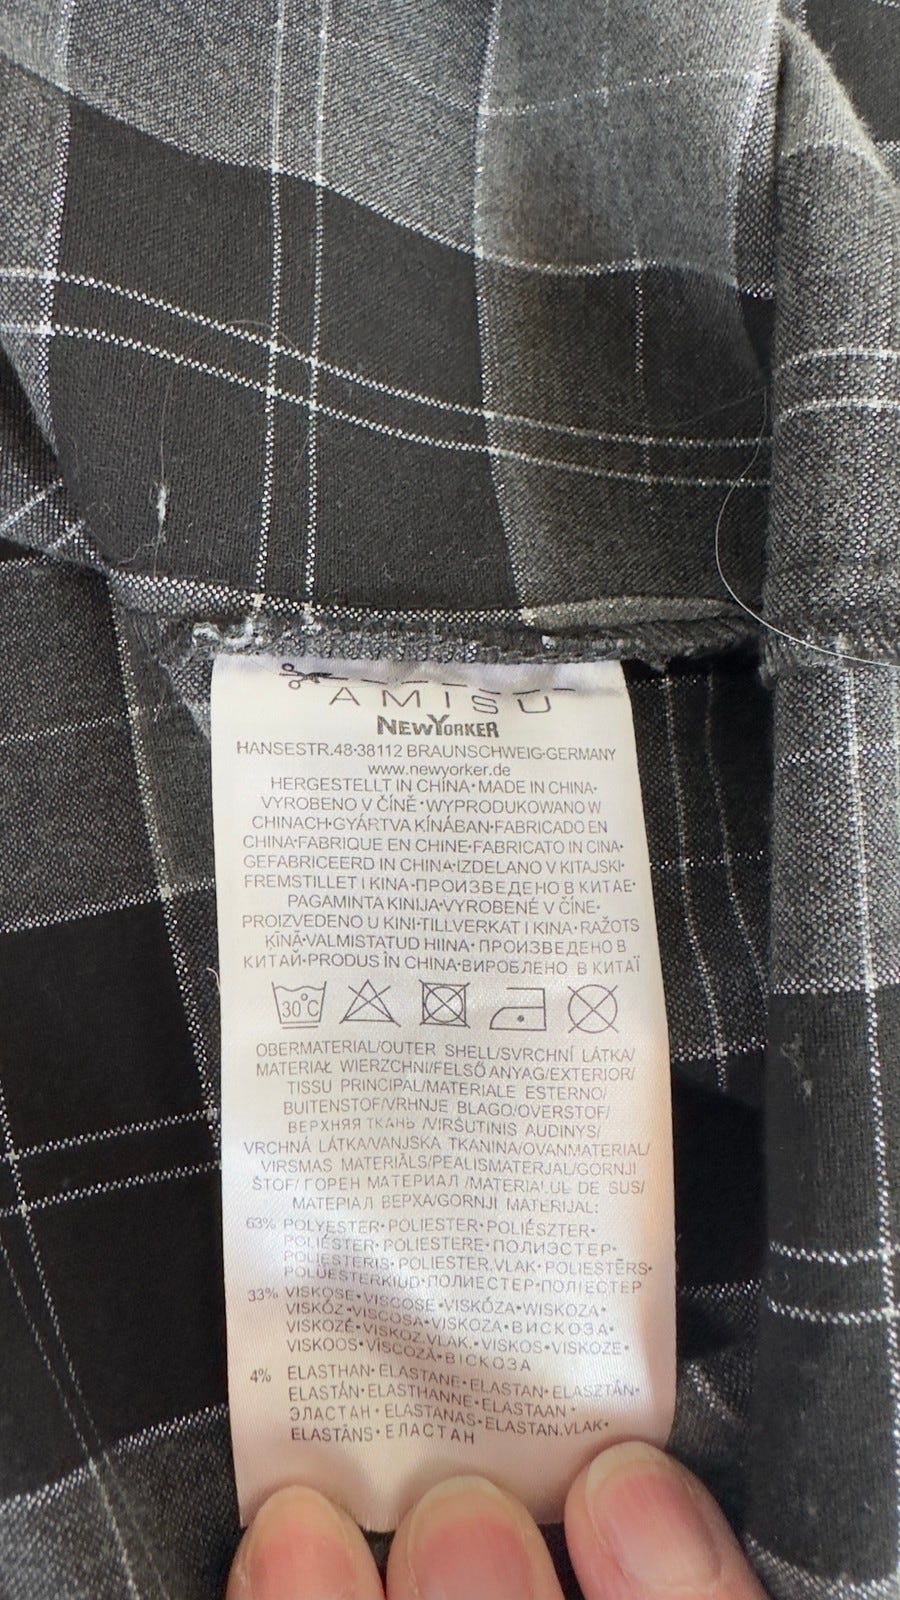 AMISU
NEWYORKER
HANSESTR.48·38112 BRAUNSCHWEIG·GERMANY
www.newyorker.de
HERGESTELLT IN CHINA·MADE IN CHINA·
VYROBENO V ČÍNĚ·WYPRODUKOWANO W
CHINACH·GYÁRTVA KÍNÁBAN·FABRICADO EN
CHINA·FABRIQUE EN CHINE·FABRICATO IN CINA·
GEFABRICEERD IN CHINA·IZDELANO V KITAJSKI·
FREMSTILLET I KINA·ПРОИЗВЕДЕНО В КИТАЕ·
PAGAMINTA KINIJA·VYROBENÉ V ČÍNE·
PROIZVEDENO U KINI·TILLVERKAT I KINA·RAŽOTS
ĶĪNĀ·VALMISTATUD HIINA·ПРОИЗВЕДЕНО В
КИТАЙ·PRODUS ÎN CHINA·ВИРОБЛЕНО В КИТАЇ
30°C
OBERMATERIAL/OUTER SHELL/SVRCHNÍ LÁTKA/
MATERIAŁ WIERZCHNI/FELSŐ ANYAG/EXTERIOR/
TISSU PRINCIPAL/MATERIALE ESTERNO/
BUITENSTOF/VRHNJE BLAGO/OVERSTOF/
ВЕРХНЯЯ ТКАНЬ/VIRŠUTINIS AUDINYS/
VRCHNÁ LÁTKA/VANJSKA TKANINA/OVANMATERIAL/
VIRSMAS MATERIĀLS/PEALISMATERJAL/GORNJI
ŠTOF/ ГОРЕН МАТЕРИАЛ /MATERIALUL DE SUS/
МАТЕРІАЛ ВЕРХА/GORNJI MATERIJAL:
63% POLYESTER·POLIESTER·POLIÉSZTER·
POLIÉSTER·POLIESTERE·ПОЛИЭСТЕР·
POLIESTERIS·POLIESTER.VLAK·POLIESTĒRS·
POLÜESTERKIUD·ПОЛИЕСТЕР·ПОЛІЕСТЕР
33% VISKOSE·VISCOSE·VISKÓZA·WISKOZA·
VISKÓZ·VISCOSA·VISKOZA·ВИСКОЗА·
VISKOZĖ·VISKOZ.VLAK.·VISKOS·VISKOZE·
VISKOOS·VÎSCOZĂ·ВІСКОЗА
4% ELASTHAN·ELASTANE·ELASTAN·ELASZTÁN·
ELASTÁN·ELASTHANNE·ELASTAAN·
ЭЛАСТАН·ELASTANAS·ELASTAN.VLAK·
ELASTĀNS·ЕЛАСТАН